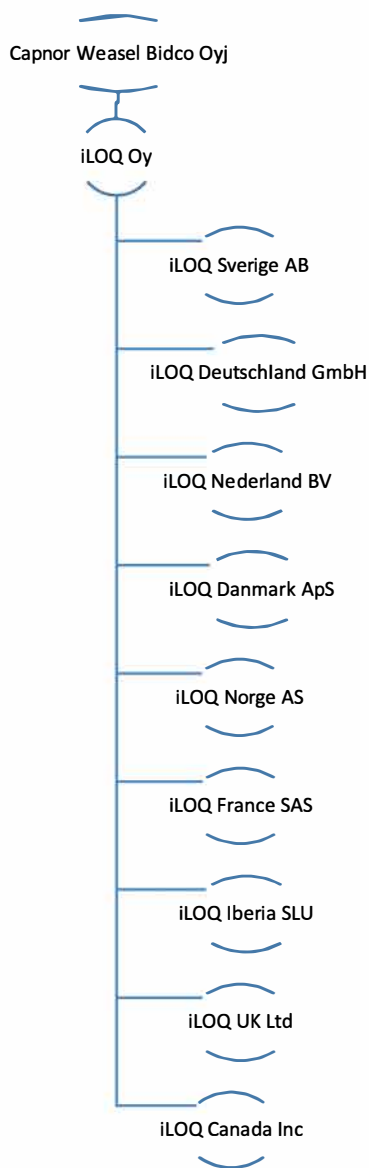 Capnor Weasel Bidco Oyj
iLOQ Oy
iLOQ Sverige AB
iLOQ Deutschland GmbH
iLOQ Nederland BV
iLOQ Danmark ApS
iLOQ Norge AS
iLOQ France SAS
iLOQ Iberia SLU
iLOQ UK Ltd
iLOQ Canada Inc